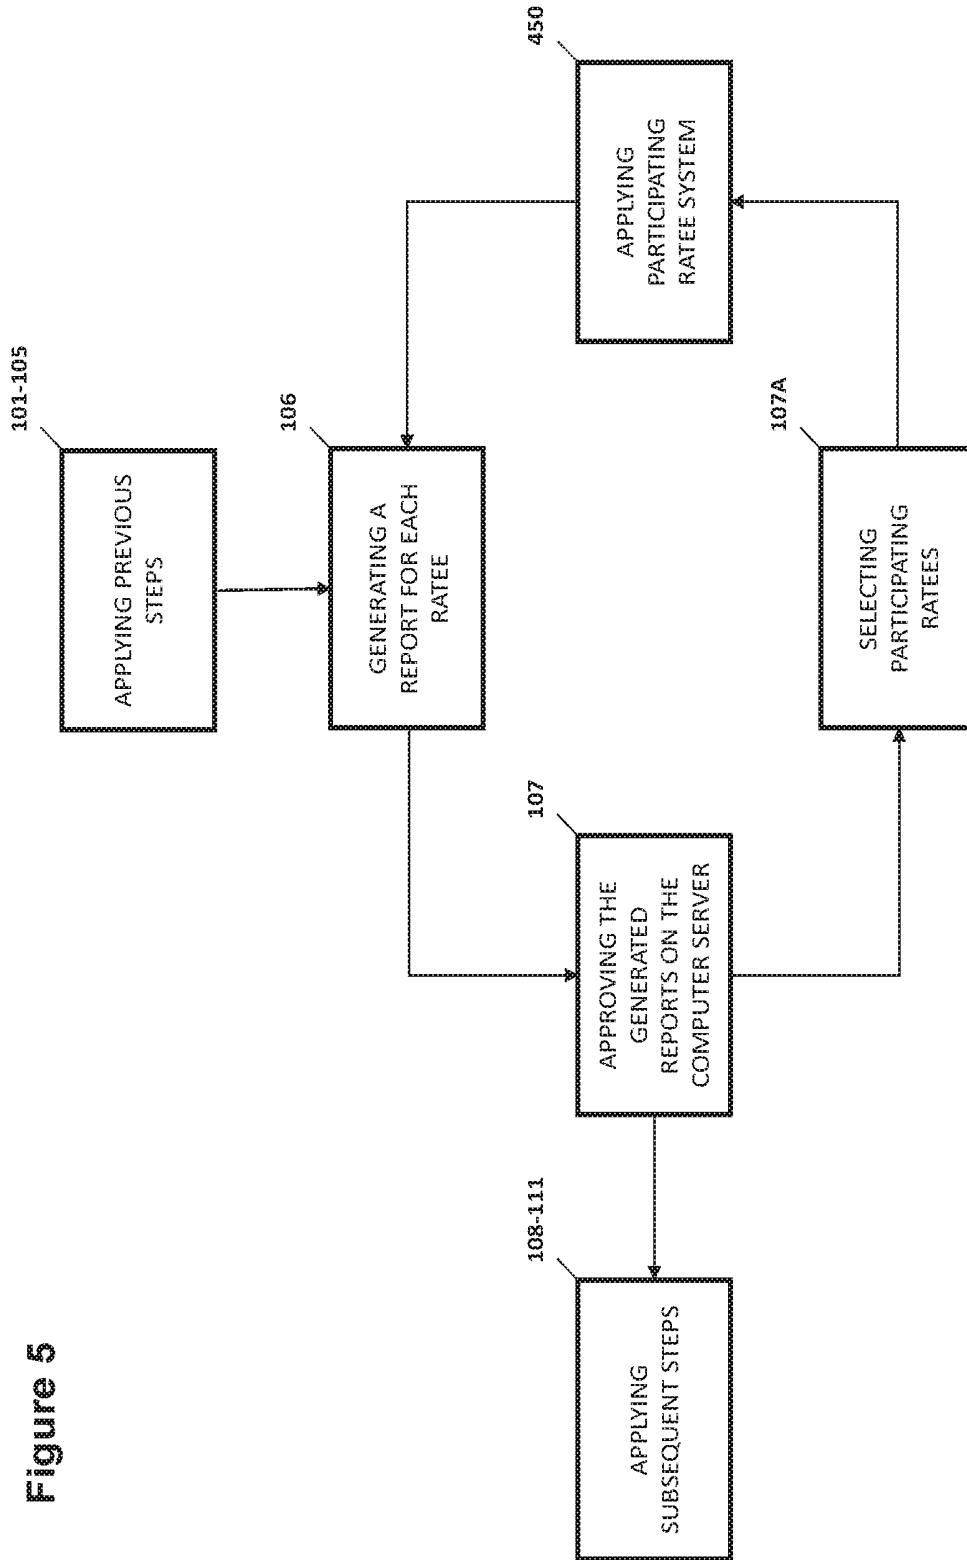 Figure 5
101-105
APPLYING PREVIOUS
STEPS
106
GENERATING A
REPORT FOR EACH
RATEE
450
APPLYING
PARTICIPATING
RATEE SYSTEM
107
APPROVING THE
GENERATED
REPORTS ON THE
COMPUTER SERVER
107A
SELECTING
PARTICIPATING
RATEES
108-111
APPLYING
SUBSEQUENT STEPS